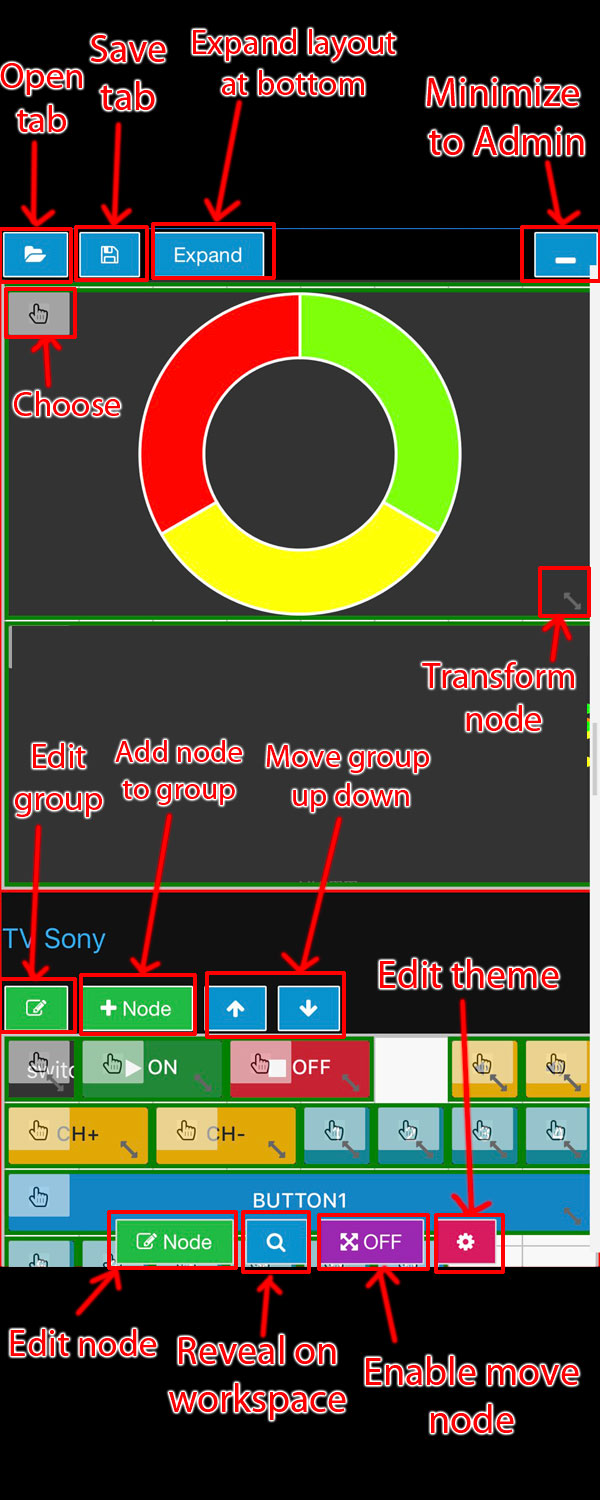 Open
tab
Save
tab
Expand layout
at bottom
Minimize
to Admin
Expand
Choose
Transform
node
Edit
group
Add node
to group
Move group
up down
TV Sony
Edit theme
Node
ON
OFF
CH+
CH-
BUTTON1
Node
OFF
Edit node
Reveal on
workspace
Enable move
node